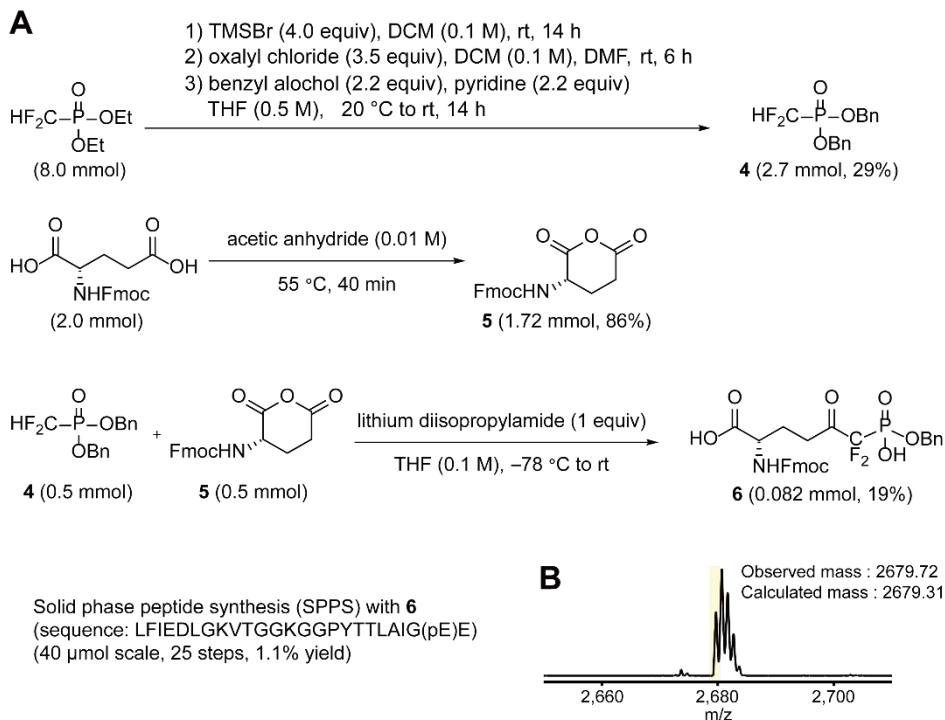 A
1) TMSBr (4.0 equiv), DCM (0.1 M), rt, 14 h
2) oxalyl chloride (3.5 equiv), DCM (0.1 M), DMF, rt, 6 h
3) benzyl alochol (2.2 equiv), pyridine (2.2 equiv)
THF (0.5 M), 20 °C to rt, 14 h
O
HF2C P OEt
OEt
(8.0 mmol)
O
HF2C P OBn
OBn
4 (2.7 mmol, 29%)
O O
HO OH
NHFmoc
(2.0 mmol)
acetic anhydride (0.01 M)
55 °C, 40 min
O O O
FmocHN
5 (1.72 mmol, 86%)
O
HF2C P OBn
OBn
4 (0.5 mmol)
+
O O O
FmocHN
5 (0.5 mmol)
lithium diisopropylamide (1 equiv)
THF (0.1 M), –78 °C to rt
O O O
HO C P OBn
NHFmoc F2 OH
6 (0.082 mmol, 19%)
Solid phase peptide synthesis (SPPS) with 6
(sequence: LFIEDLGKVTGGKGGPYTTLAIG(pE)E)
(40 μmol scale, 25 steps, 1.1% yield)
B
Observed mass : 2679.72
Calculated mass : 2679.31
2,660 2,680 2,700
m/z